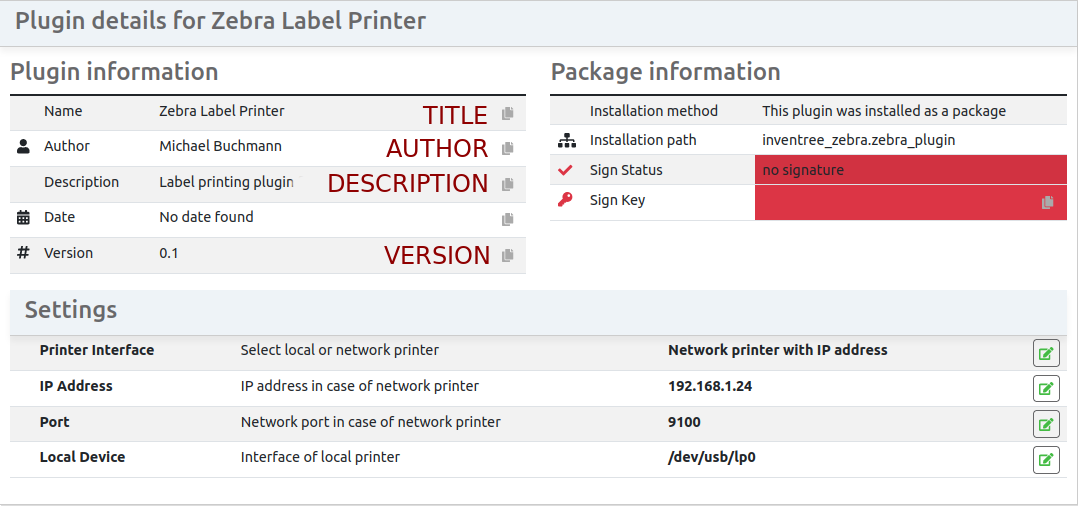 Plugin details for Zebra Label Printer
Plugin information
Name Zebra Label Printer TITLE
Author Michael Buchmann AUTHOR
Description Label printing plugin DESCRIPTION
Date No date found
Version 0.1 VERSION
Package information
Installation method This plugin was installed as a package
Installation path inventree_zebra.zebra_plugin
Sign Status no signature
Sign Key
Settings
Printer Interface Select local or network printer Network printer with IP address
IP Address IP address in case of network printer 192.168.1.24
Port Network port in case of network printer 9100
Local Device Interface of local printer /dev/usb/lp0